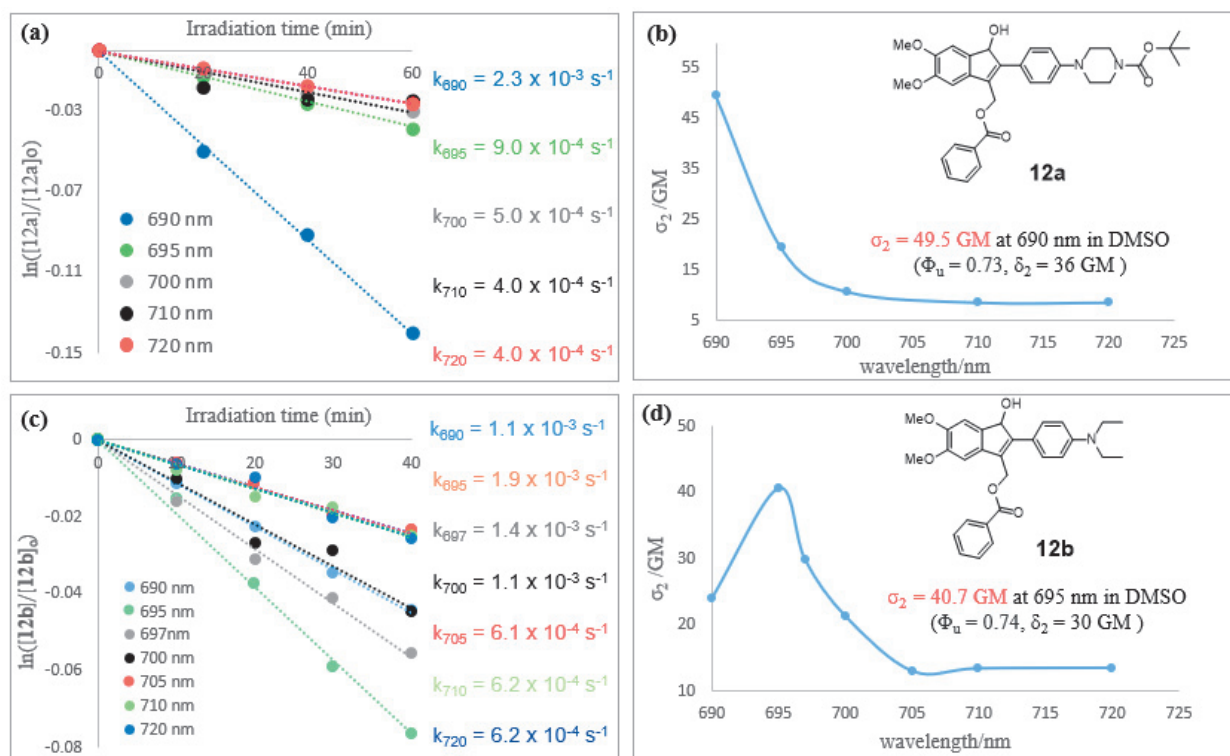 (a)
Irradiation time (min)
0
20
40
60
-0.03
-0.07
-0.11
-0.15
ln([12a]/[12a]o)
690 nm
695 nm
700 nm
710 nm
720 nm
k690 = 2.3 x 10-3 s-1
k695 = 9.0 x 10-4 s-1
k700 = 5.0 x 10-4 s-1
k710 = 4.0 x 10-4 s-1
k720 = 4.0 x 10-4 s-1
(b)
σ2 /GM
55
45
35
25
15
5
690
695
700
705
710
715
720
725
wavelength/nm
OH
MeO
MeO
N
N
O
O
O
O
12a
σ2 = 49.5 GM at 690 nm in DMSO
(Φu = 0.73, δ2 = 36 GM )
(c)
Irradiation time (min)
0
0
10
20
30
40
-0.02
-0.04
-0.06
-0.08
ln([12b]/[12b]o)
690 nm
695 nm
697nm
700 nm
705 nm
710 nm
720 nm
k690 = 1.1 x 10-3 s-1
k695 = 1.9 x 10-3 s-1
k697 = 1.4 x 10-3 s-1
k700 = 1.1 x 10-3 s-1
k705 = 6.1 x 10-4 s-1
k710 = 6.2 x 10-4 s-1
k720 = 6.2 x 10-4 s-1
(d)
σ2 /GM
50
40
30
20
10
690
695
700
705
710
715
720
725
wavelength/nm
OH
MeO
MeO
N
O
O
12b
σ2 = 40.7 GM at 695 nm in DMSO
(Φu = 0.74, δ2 = 30 GM )